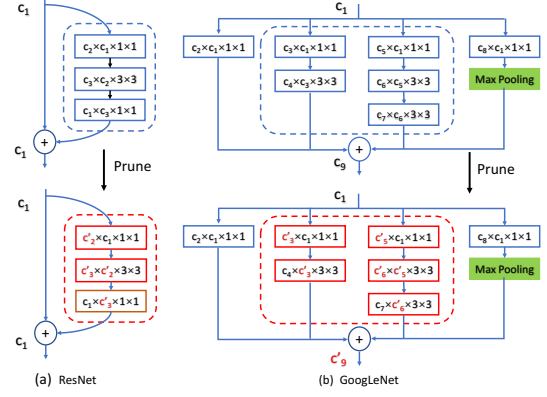 c1
c2×c1×1×1
c3×c2×3×3
c1×c3×1×1
+
c1
Prune
c1
c'2×c1×1×1
c'3×c'2×3×3
c1×c'3×1×1
+
c1
(a) ResNet
c1
c2×c1×1×1
c3×c1×1×1
c5×c1×1×1
c8×c1×1×1
c4×c3×3×3
c6×c5×3×3
Max Pooling
c7×c6×3×3
+
c9
Prune
c1
c2×c1×1×1
c'3×c1×1×1
c'5×c1×1×1
c8×c1×1×1
c4×c'3×3×3
c'6×c'5×3×3
Max Pooling
c7×c'6×3×3
+
c'9
(b) GoogLeNet